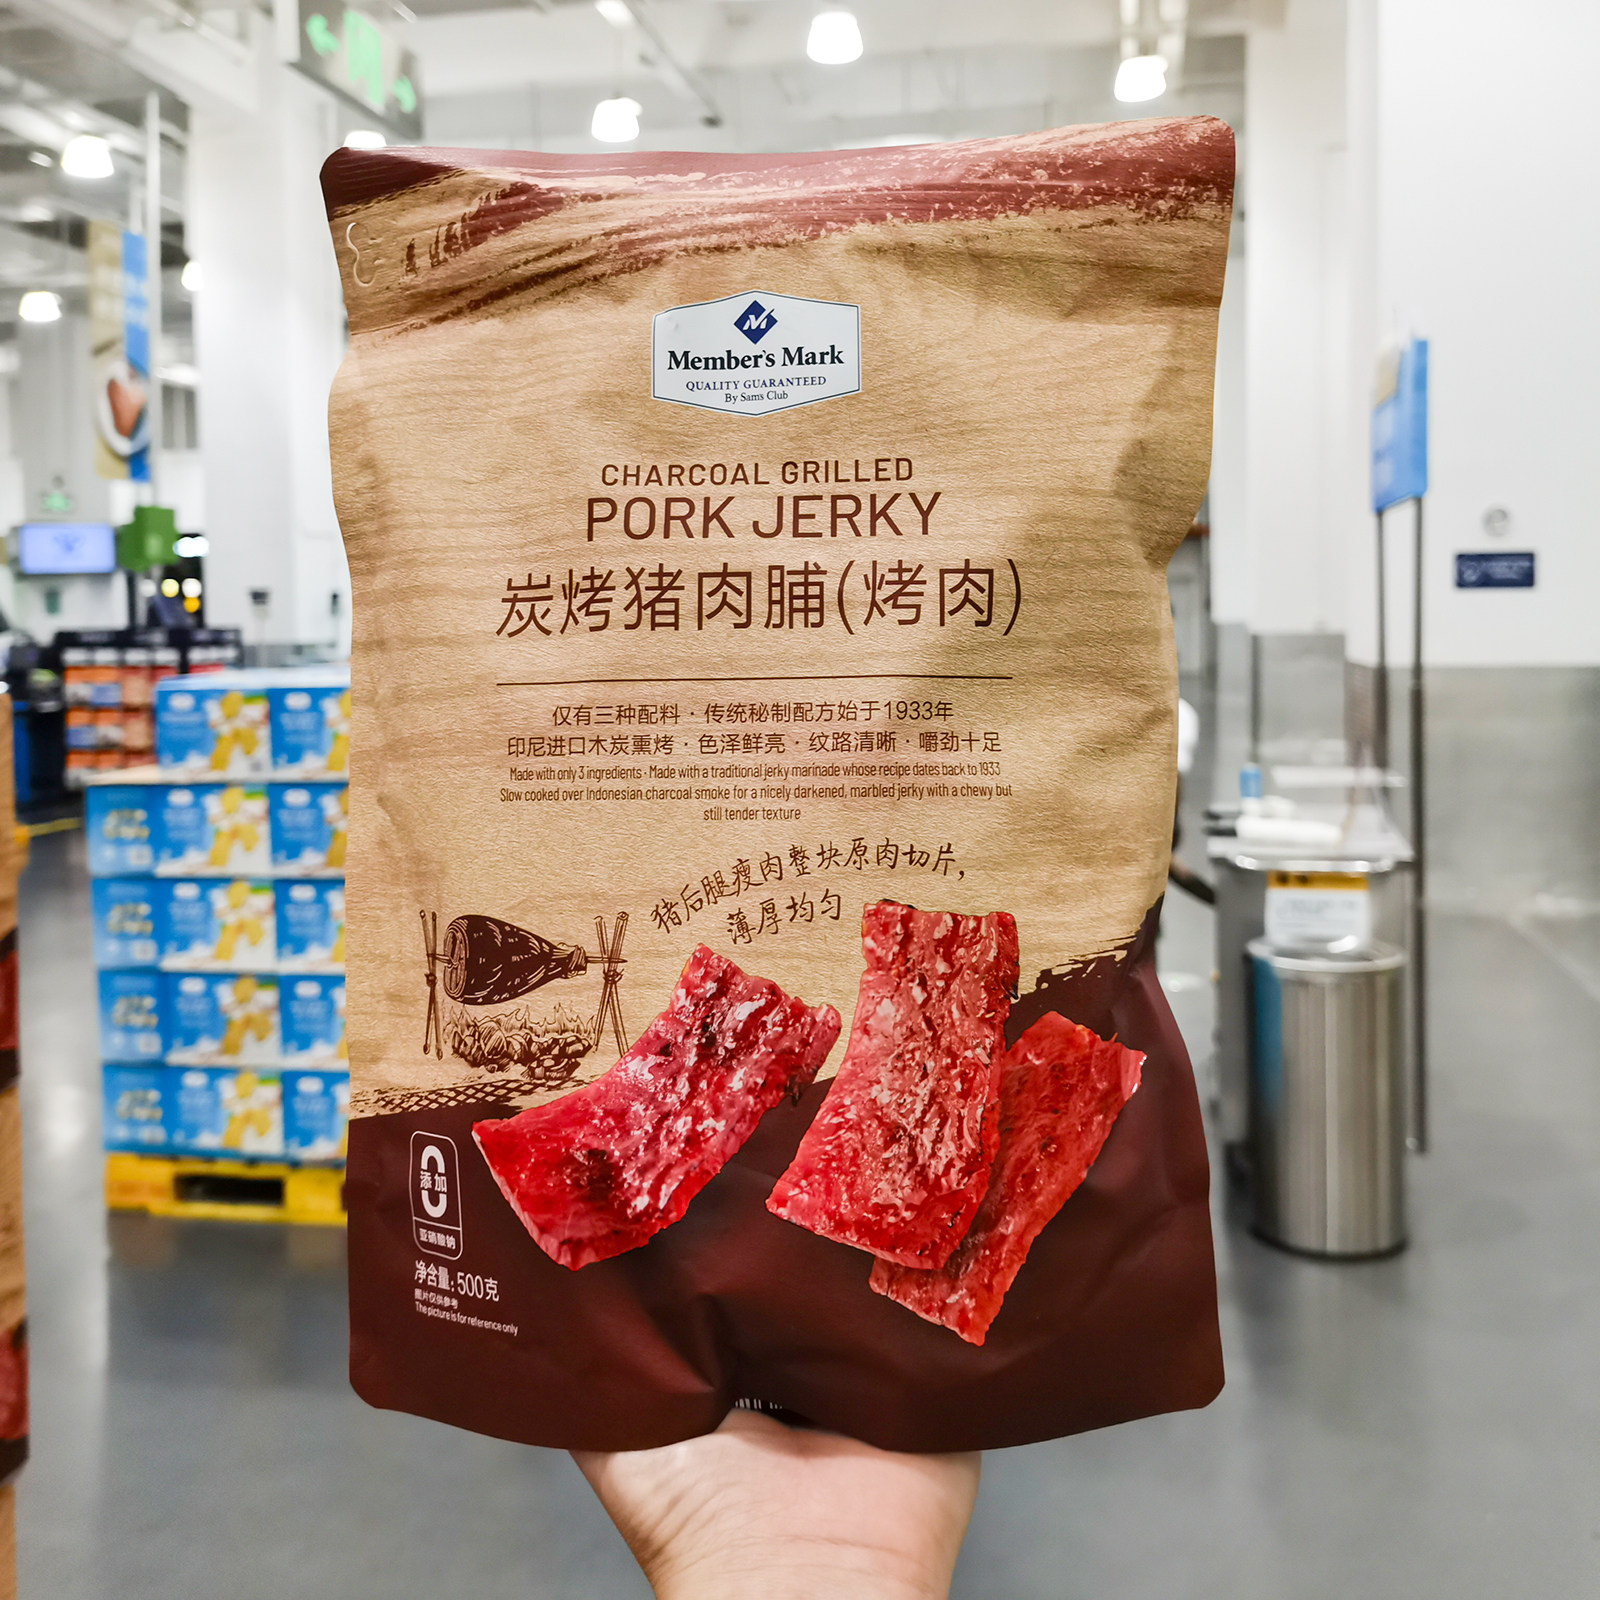 Member's Mark
QUALITY GUARANTEED
By Sam's Club
CHARCOAL GRILLED
PORK JERKY
炭烤猪肉脯(烤肉)
仅有三种配料·传统秘制配方始于1933年
印尼进口木炭熏烤·色泽鲜亮·纹路清晰·嚼劲十足
Made with only 3 ingredients · Made with a traditional jerky marinade whose recipe dates back to 1933
Slow cooked over Indonesian charcoal smoke for a nicely darkened, marbled jerky with a chewy but
still tender texture
猪后腿瘦肉整块原肉切片，
薄厚均匀
0
添加
亚硝酸钠
净含量：500克
图片仅供参考
The picture is for reference only